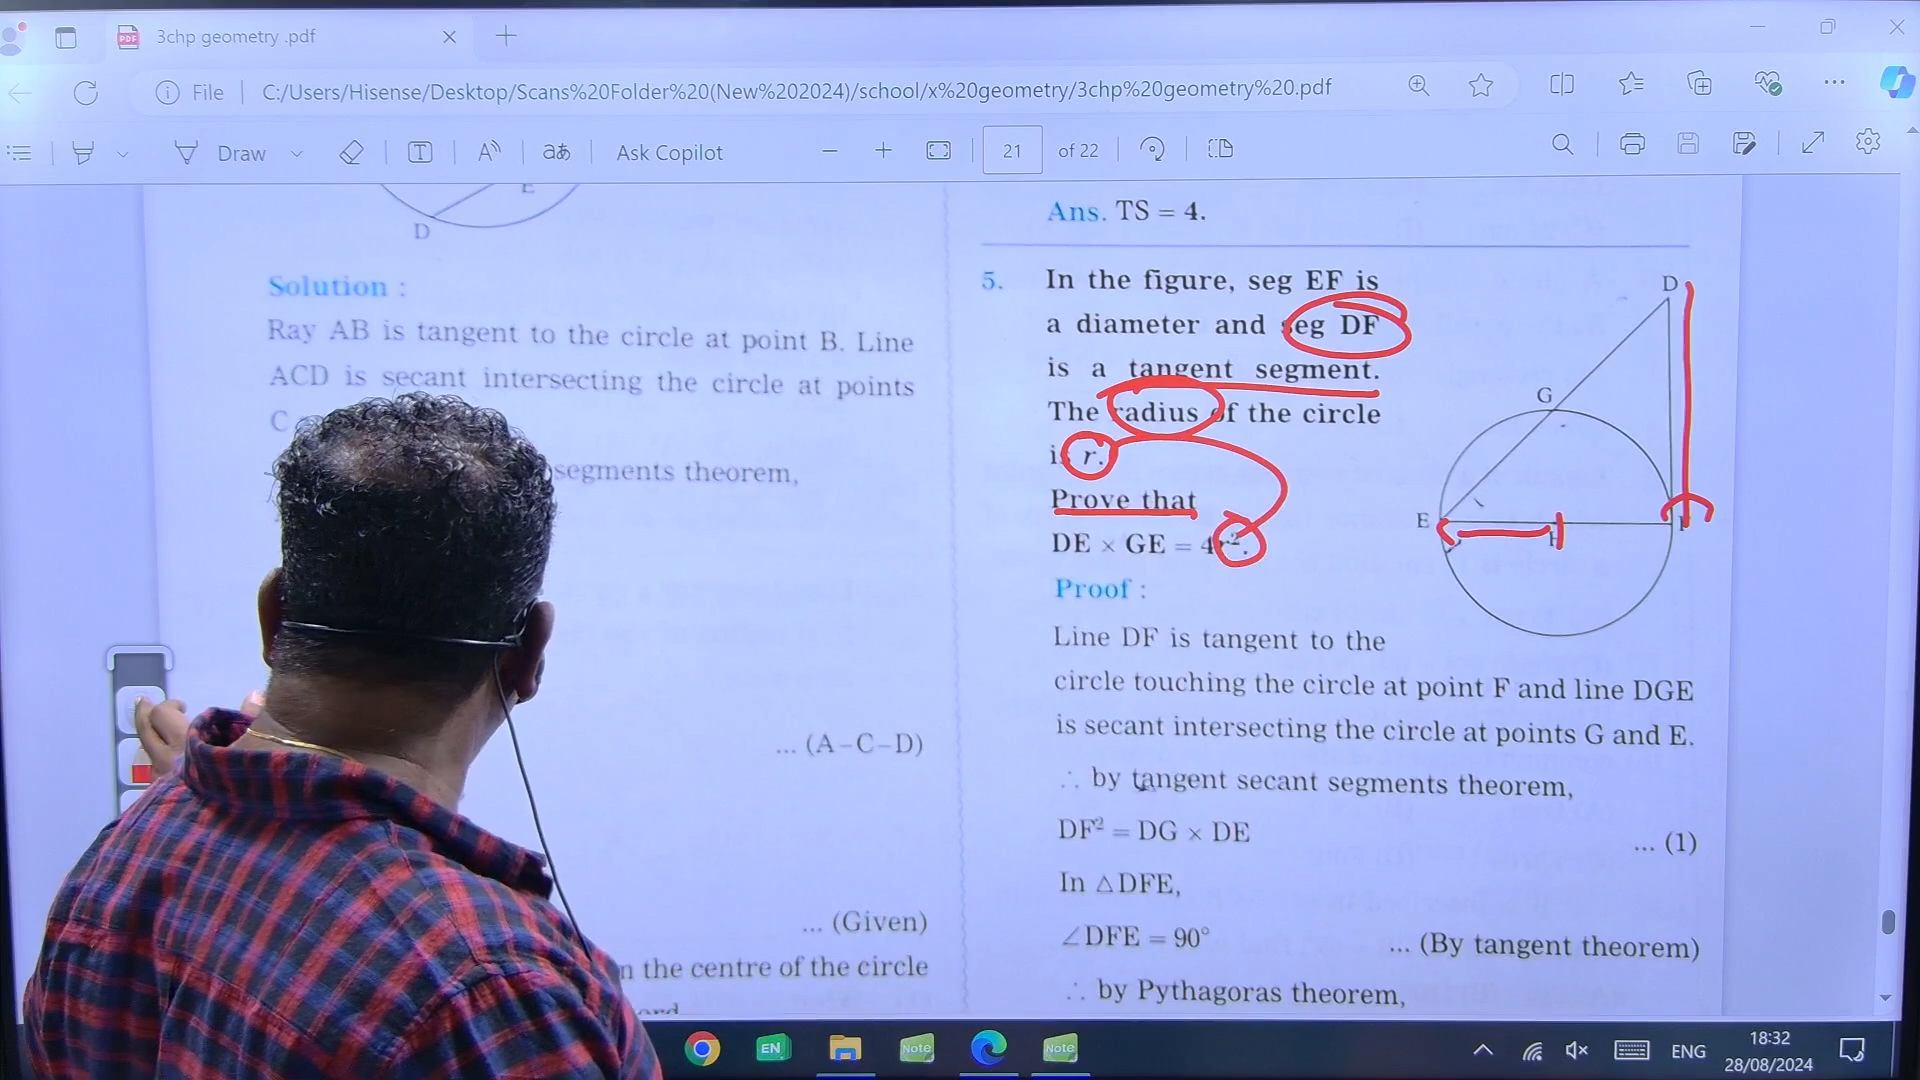 3chp geometry .pdf
File
C:/Users/Hisense/Desktop/Scans%20Folder%20(New%202024)/school/x%20geometry/3chp%20geometry%20.pdf
Draw
Ask Copilot
21
of 22
E
D
Solution :
Ray AB is tangent to the circle at point B. Line
ACD is secant intersecting the circle at points
C
segments theorem,
... (A–C–D)
... (Given)
the centre of the circle
Ans. TS = 4.
5. In the figure, seg EF is
a diameter and seg DF
is a tangent segment.
The radius of the circle
is r.
Prove that
DE × GE = 4r².
Proof :
Line DF is tangent to the
circle touching the circle at point F and line DGE
is secant intersecting the circle at points G and E.
∴ by tangent secant segments theorem,
DF² = DG × DE ... (1)
In △DFE,
∠DFE = 90° ... (By tangent theorem)
∴ by Pythagoras theorem,
D
G
E
EN
Note
Note
ENG
18:32
28/08/2024